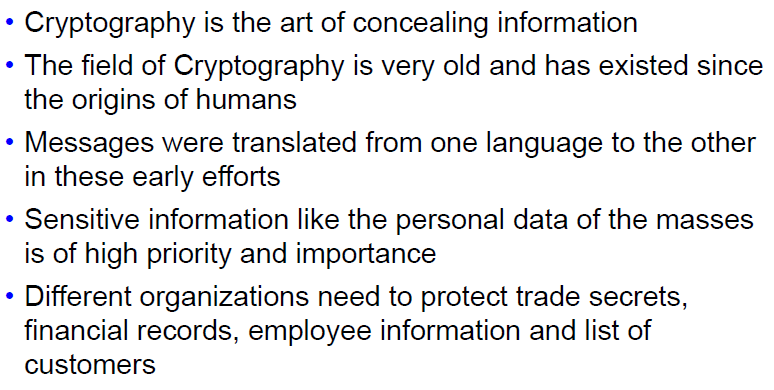 • Cryptography is the art of concealing information
• The field of Cryptography is very old and has existed since
the origins of humans
• Messages were translated from one language to the other
in these early efforts
• Sensitive information like the personal data of the masses
is of high priority and importance
• Different organizations need to protect trade secrets,
financial records, employee information and list of
customers